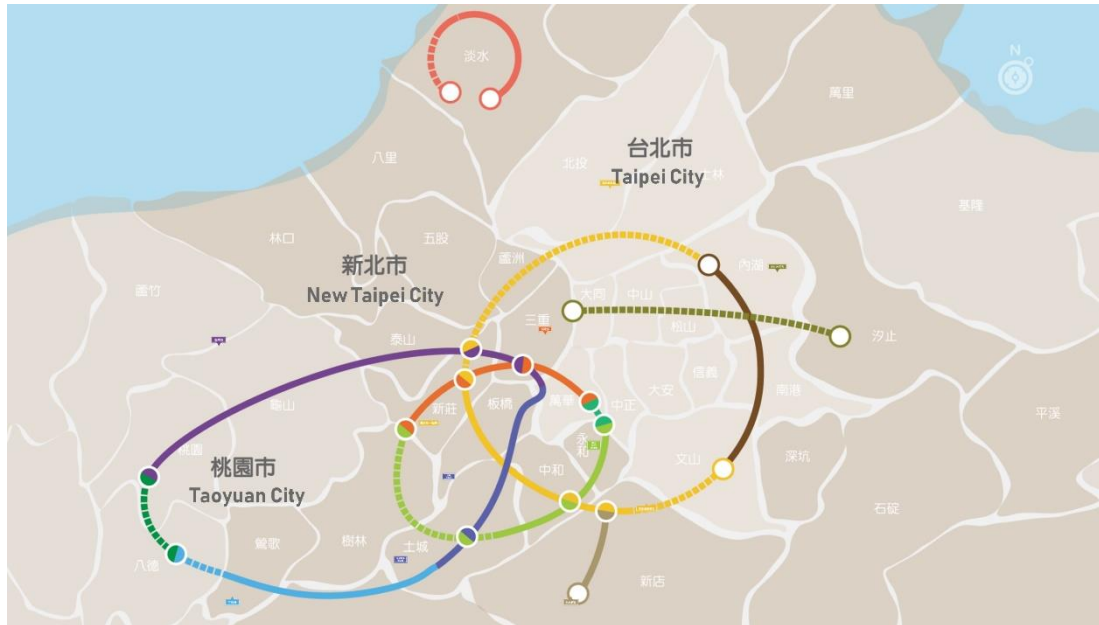 N
淡水
萬里
八里
北投
台北市
Taipei City
士林
基隆
林口
五股
蘆洲
新北市
New Taipei City
內湖
蘆竹
大同
中山
三重
松山
汐止
泰山
信義
大安
南港
龜山
新莊
板橋
萬華
中正
平溪
桃園
永和
桃園市
Taoyuan City
中和
文山
深坑
石碇
鶯歌
樹林
土城
八德
新店